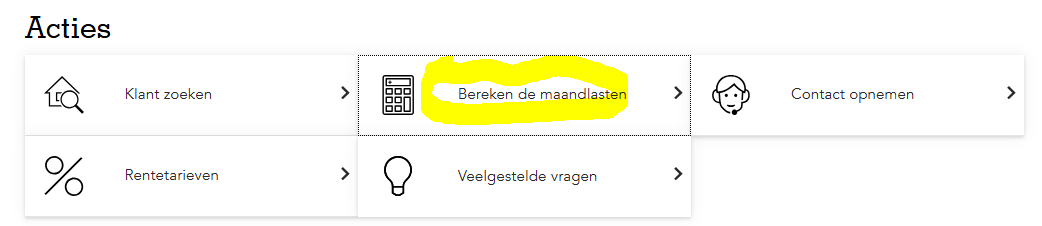 Acties
Klant zoeken
Bereken de maandlasten
Contact opnemen
Rentetarieven
Veelgestelde vragen